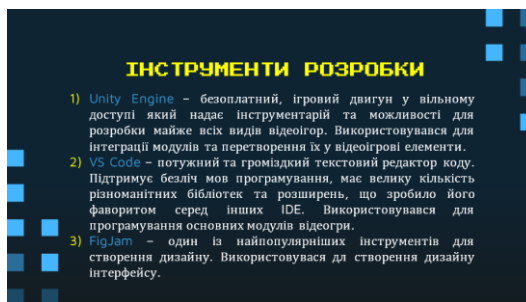 ІНСТРУМЕНТИ РОЗРОБКИ
1) Unity Engine – безоплатний, ігровий двигун у вільному
доступі який надає інструментарій та можливості для
розробки майже всіх видів відеоігор. Використовувався для
інтеграції модулів та перетворення їх у відеоігрові елементи.
2) VS Code – потужний та громіздкий текстовий редактор коду.
Підтримує безліч мов програмування, має велику кількість
різноманітних бібліотек та розширень, що зробило його
фаворитом серед інших IDE. Використовувався для
програмування основних модулів відеогри.
3) FigJam – один із найпопулярніших інструментів для
створення дизайну. Використовувася дл створення дизайну
інтерфейсу.